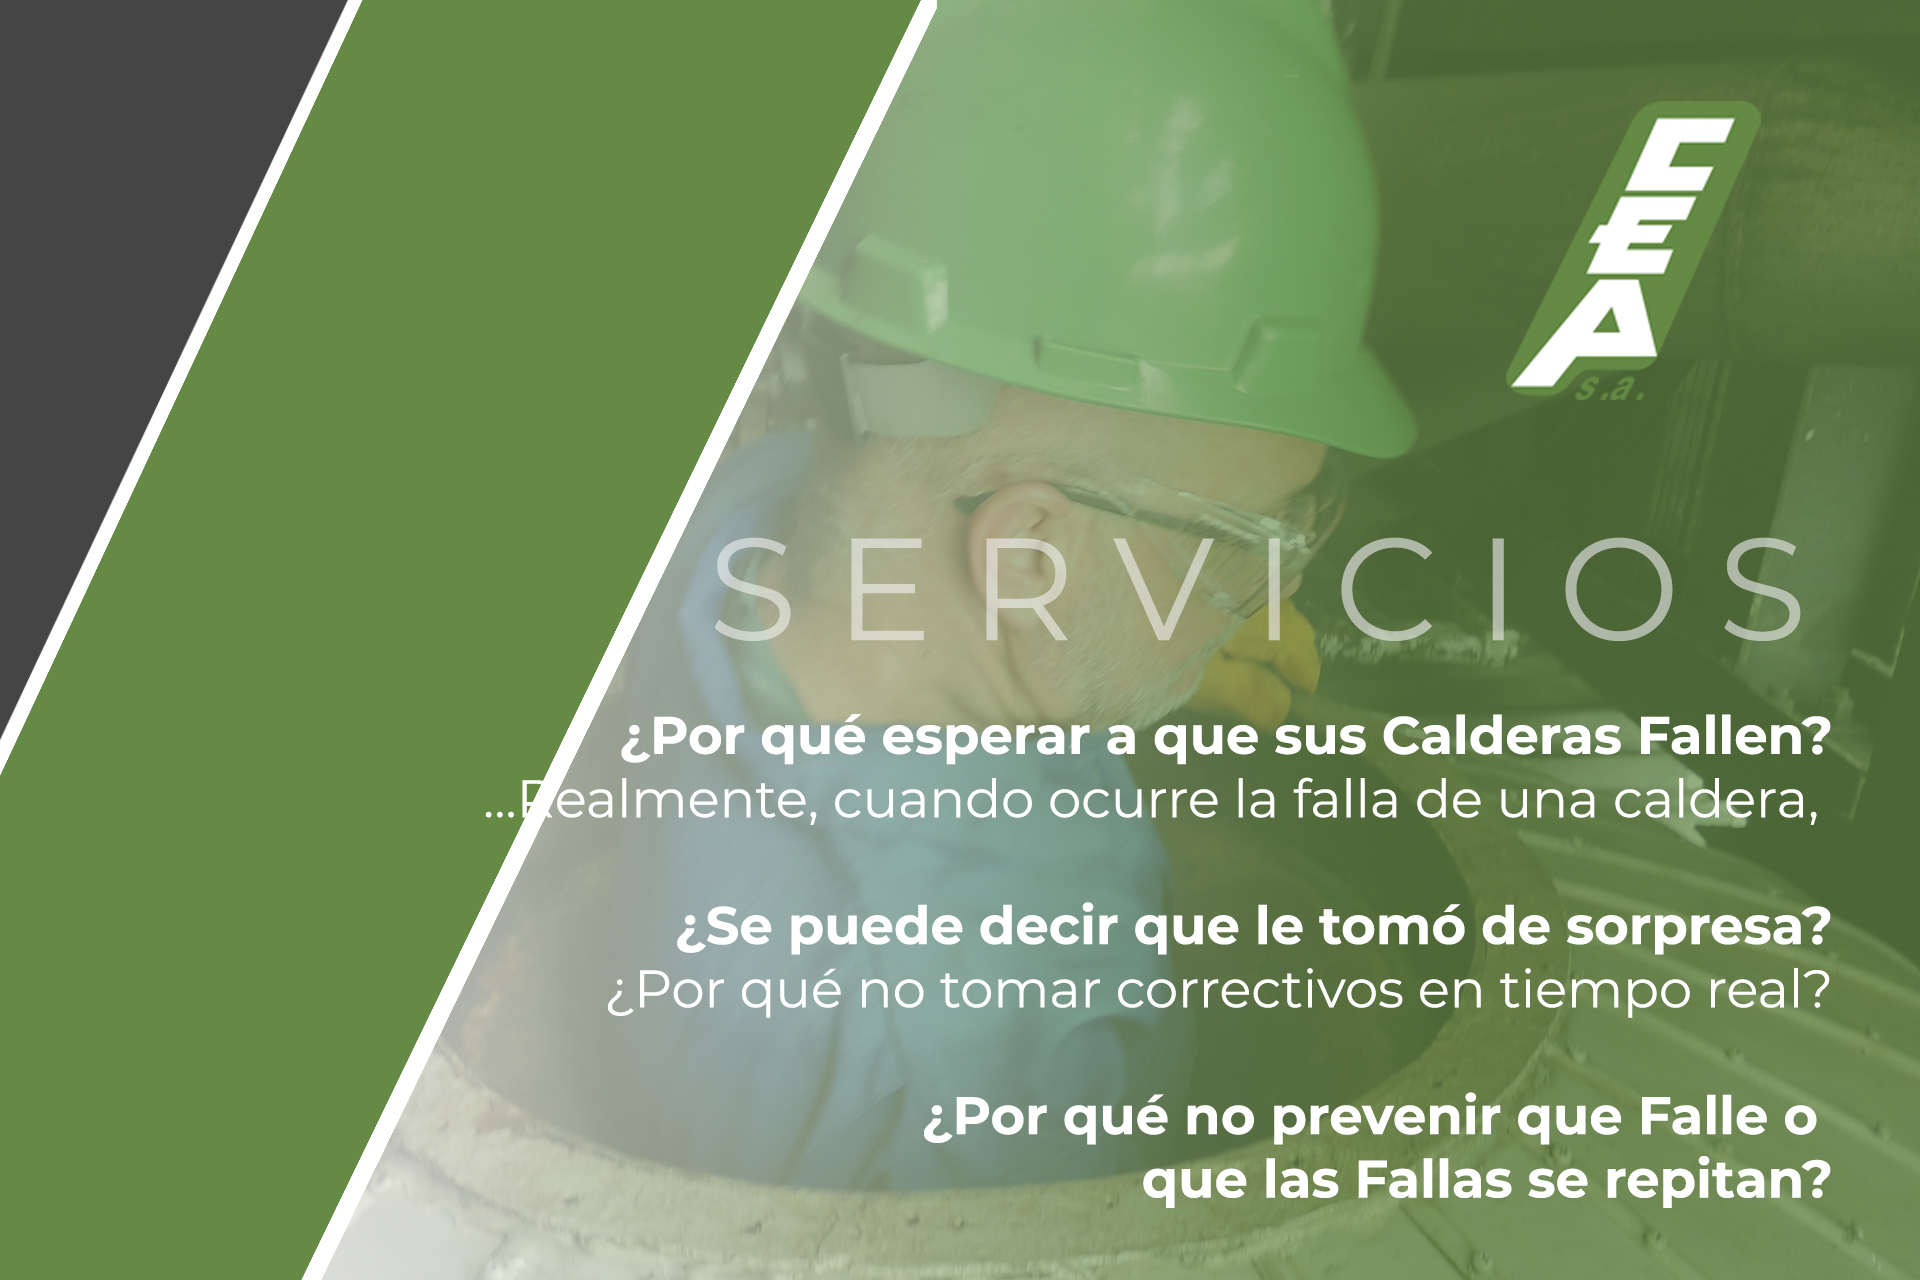 CEA
s.a.
SERVICIOS
¿Por qué esperar a que sus Calderas Fallen?
...Realmente, cuando ocurre la falla de una caldera,
¿Se puede decir que le tomó de sorpresa?
¿Por qué no tomar correctivos en tiempo real?
¿Por qué no prevenir que Falle o
que las Fallas se repitan?